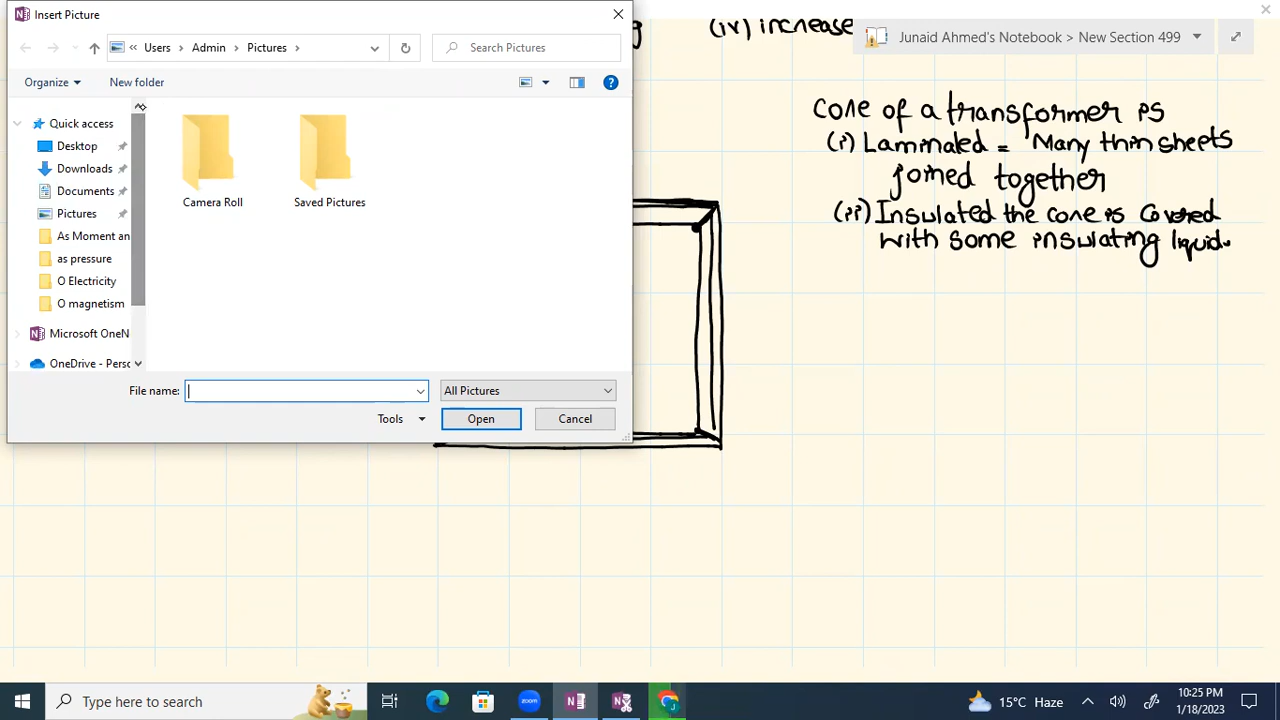 Insert Picture
(iv) increase
Junaid Ahmed's Notebook > New Section 499
« Users > Admin > Pictures >
Search Pictures
Organize
New folder
Quick access
Desktop
Downloads
Documents
Pictures
As Moment an
as pressure
O Electricity
O magnetism
Microsoft OneN
OneDrive - Perso
Camera Roll
Saved Pictures
File name:
All Pictures
Tools
Open
Cancel
Core of a transformer is
(i) Laminated = Many thin sheets
joined together
(ii) Insulated the core is Covered
with some insulating liquid.
Type here to search
zoom
15°C Haze
10:25 PM
1/18/2023